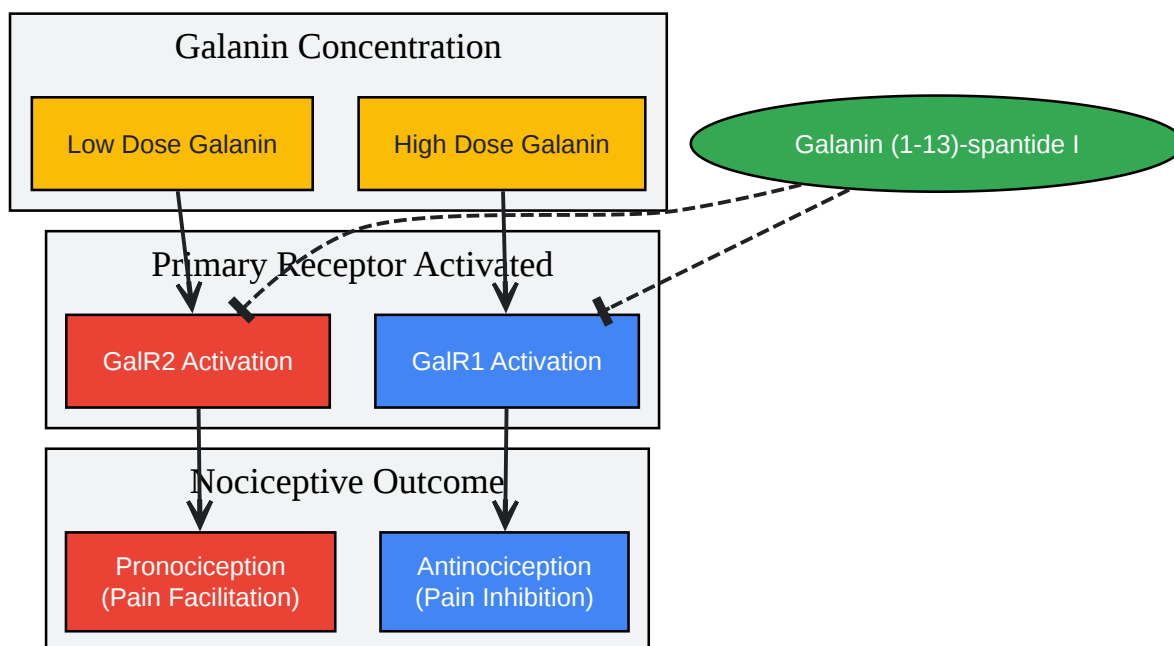 Galanin Concentration
Low Dose Galanin
High Dose Galanin
Galanin (1-13)-spantide I
Primary Receptor Activated
GalR2 Activation
GalR1 Activation
Nociceptive Outcome
Pronociception
(Pain Facilitation)
Antinociception
(Pain Inhibition)